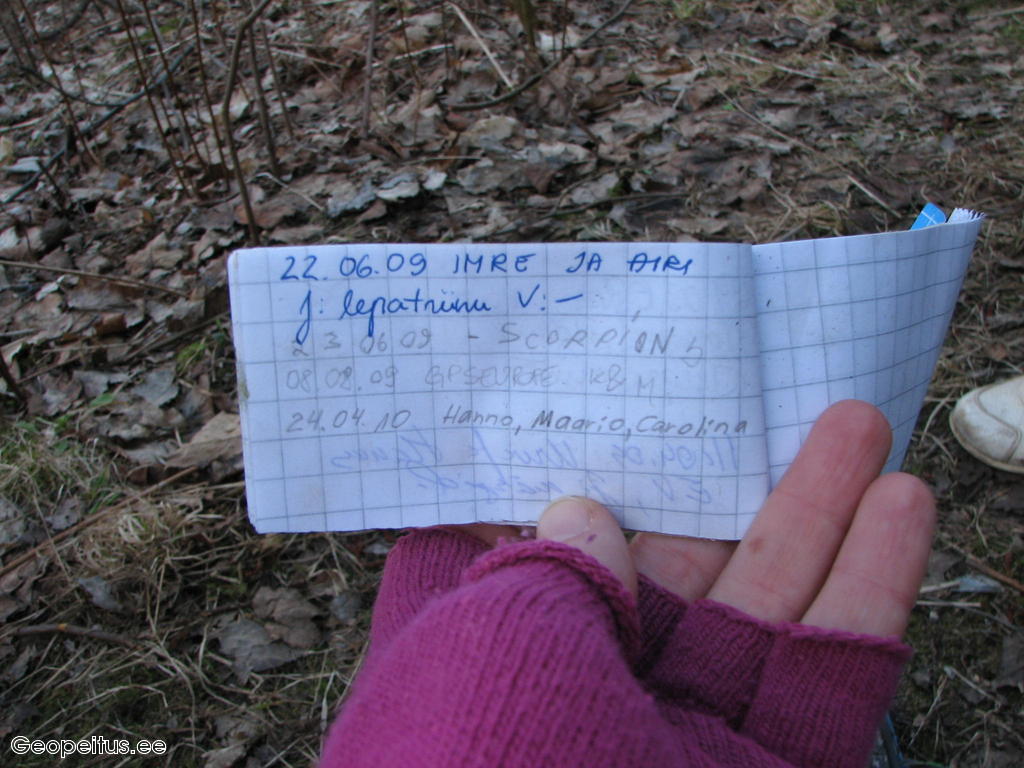 22.06.09 IMRE JA AIRI
J: lepatriinu V: —
23 06 09 - SCORPION
08.08.09
24.04.10 Hanno, Maario, Carolina
Geopeitus.ee